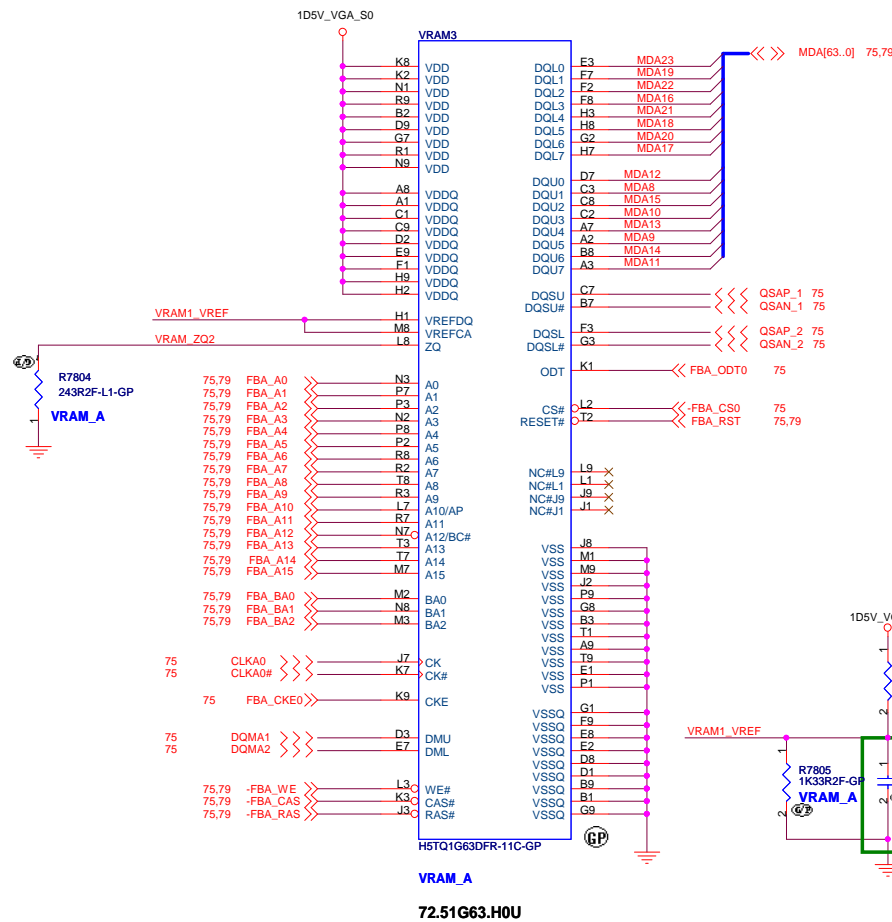 1D5V_VGA_S0
VRAM3
K8 VDD
K2 VDD
N1 VDD
R9 VDD
B2 VDD
D9 VDD
G7 VDD
R1 VDD
N9 VDD
A8 VDDQ
A1 VDDQ
C1 VDDQ
C9 VDDQ
D2 VDDQ
E9 VDDQ
F1 VDDQ
H9 VDDQ
H2 VDDQ
VRAM1_VREF H1 VREFDQ
M8 VREFCA
VRAM_ZQ2 L8 ZQ
R7804
243R2F-L1-GP
VRAM_A
1
75,79 FBA_A0 N3 A0
75,79 FBA_A1 P7 A1
75,79 FBA_A2 P3 A2
75,79 FBA_A3 N2 A3
75,79 FBA_A4 P8 A4
75,79 FBA_A5 P2 A5
75,79 FBA_A6 R8 A6
75,79 FBA_A7 R2 A7
75,79 FBA_A8 T8 A8
75,79 FBA_A9 R3 A9
75,79 FBA_A10 L7 A10/AP
75,79 FBA_A11 R7 A11
75,79 FBA_A12 N7 A12/BC#
75,79 FBA_A13 T3 A13
75,79 FBA_A14 T7 A14
75,79 FBA_A15 M7 A15
75,79 FBA_BA0 M2 BA0
75,79 FBA_BA1 N8 BA1
75,79 FBA_BA2 M3 BA2
75 CLKA0 J7 CK
75 CLKA0# K7 CK#
75 FBA_CKE0 K9 CKE
75 DQMA1 D3 DMU
75 DQMA2 E7 DML
75,79 -FBA_WE L3 WE#
75,79 -FBA_CAS K3 CAS#
75,79 -FBA_RAS J3 RAS#
DQL0 E3 MDA23
DQL1 F7 MDA19
DQL2 F2 MDA22
DQL3 F8 MDA16
DQL4 H3 MDA21
DQL5 H8 MDA18
DQL6 G2 MDA20
DQL7 H7 MDA17
MDA[63..0] 75,79
DQU0 D7 MDA12
DQU1 C3 MDA8
DQU2 C8 MDA15
DQU3 C2 MDA10
DQU4 A7 MDA13
DQU5 A2 MDA9
DQU6 B8 MDA14
DQU7 A3 MDA11
DQSU C7 QSAP_1 75
DQSU# B7 QSAN_1 75
DQSL F3 QSAP_2 75
DQSL# G3 QSAN_2 75
ODT K1 FBA_ODT0 75
CS# L2 -FBA_CS0 75
RESET# T2 FBA_RST 75,79
NC#L9 L9
NC#L1 L1
NC#J9 J9
NC#J1 J1
VSS J8
VSS M1
VSS M9
VSS J2
VSS P9
VSS G8
VSS B3
VSS T1
VSS A9
VSS T9
VSS E1
VSS P1
VSSQ G1
VSSQ F9
VSSQ E8
VSSQ E2
VSSQ D8
VSSQ D1
VSSQ B9
VSSQ B1
VSSQ G9
H5TQ1G63DFR-11C-GP
GP
VRAM_A
72.51G63.H0U
1D5V_VG
1
2
VRAM1_VREF
1
R7805
1K33R2F-GP
VRAM_A
2
1
2